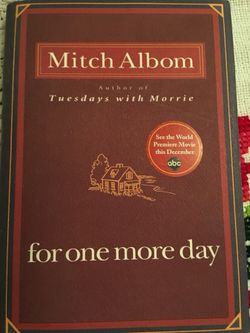 Mitch Albom
Author of
Tuesdays with Morrie
See the World
Premiere Movie
this December
abc
for one more day